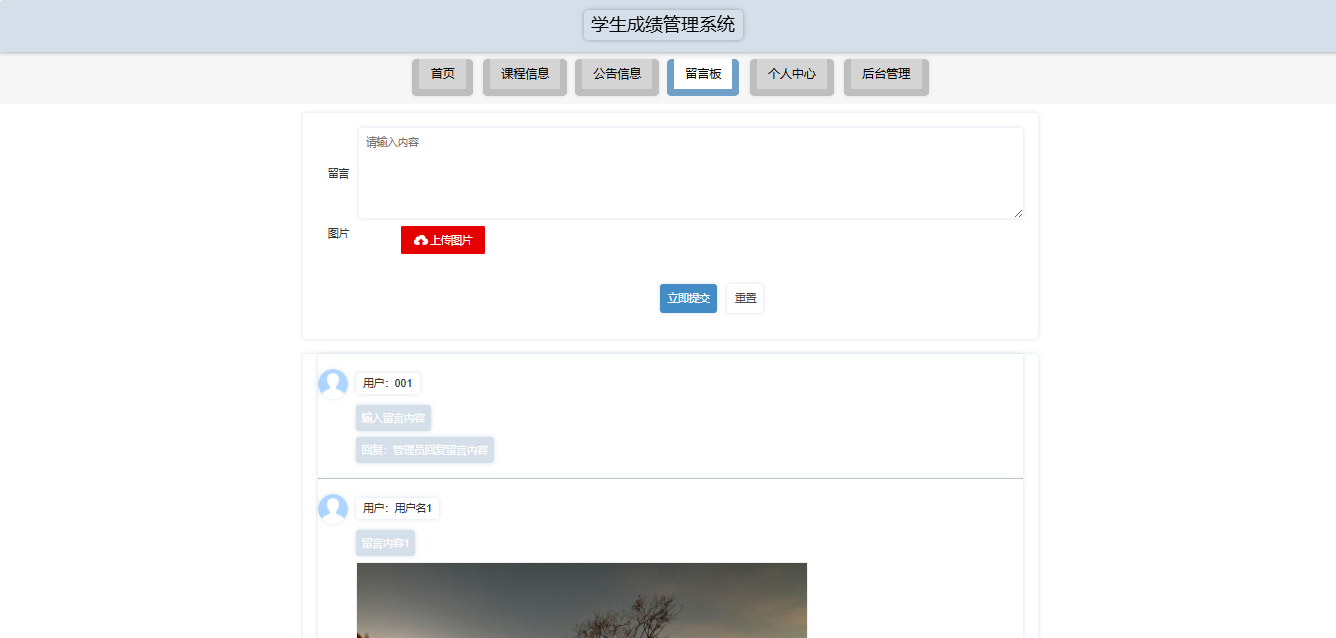 学生成绩管理系统
首页 课程信息 公告信息 留言板 个人中心 后台管理
请输入内容
留言
图片
上传图片
立即提交 重置
用户：001
输入留言内容
回复：管理员回复留言内容
用户：用户名1
留言内容1